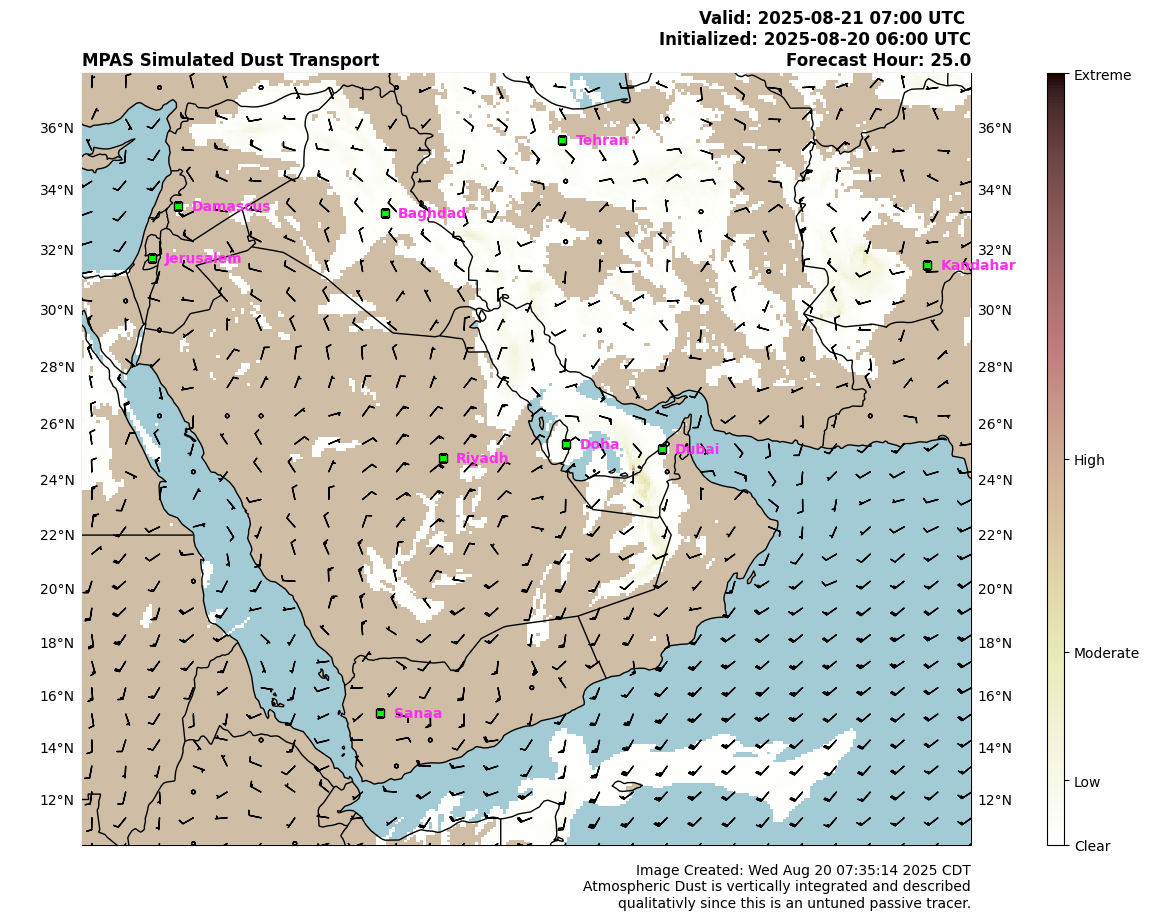 Valid: 2025-08-21 07:00 UTC
Initialized: 2025-08-20 06:00 UTC
MPAS Simulated Dust Transport Forecast Hour: 25.0
Extreme
36°N 36°N
Tehran
34°N 34°N
Damascus
Baghdad
32°N 32°N
Jerusalem
Kandahar
30°N 30°N
28°N 28°N
26°N 26°N
Doha
Dubai
Riyadh
High
24°N 24°N
22°N 22°N
20°N 20°N
18°N 18°N
Moderate
16°N 16°N
Sanaa
14°N 14°N
Low
12°N 12°N
Clear
Image Created: Wed Aug 20 07:35:14 2025 CDT
Atmospheric Dust is vertically integrated and described
qualitativly since this is an untuned passive tracer.